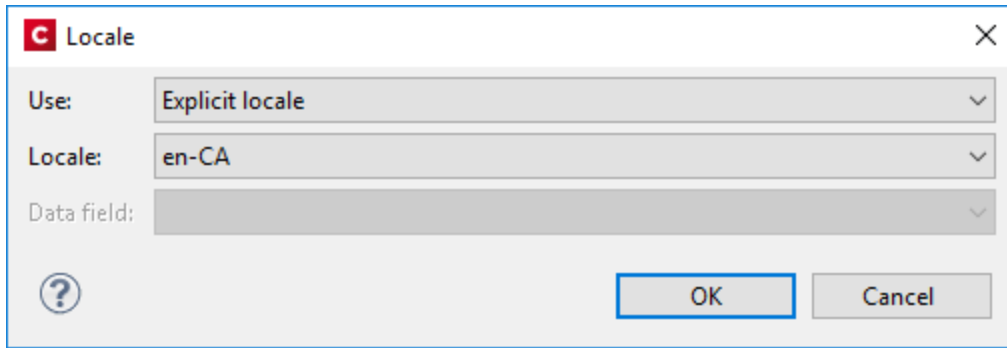 C Locale
Use: Explicit locale
Locale: en-CA
Data field:
? OK Cancel